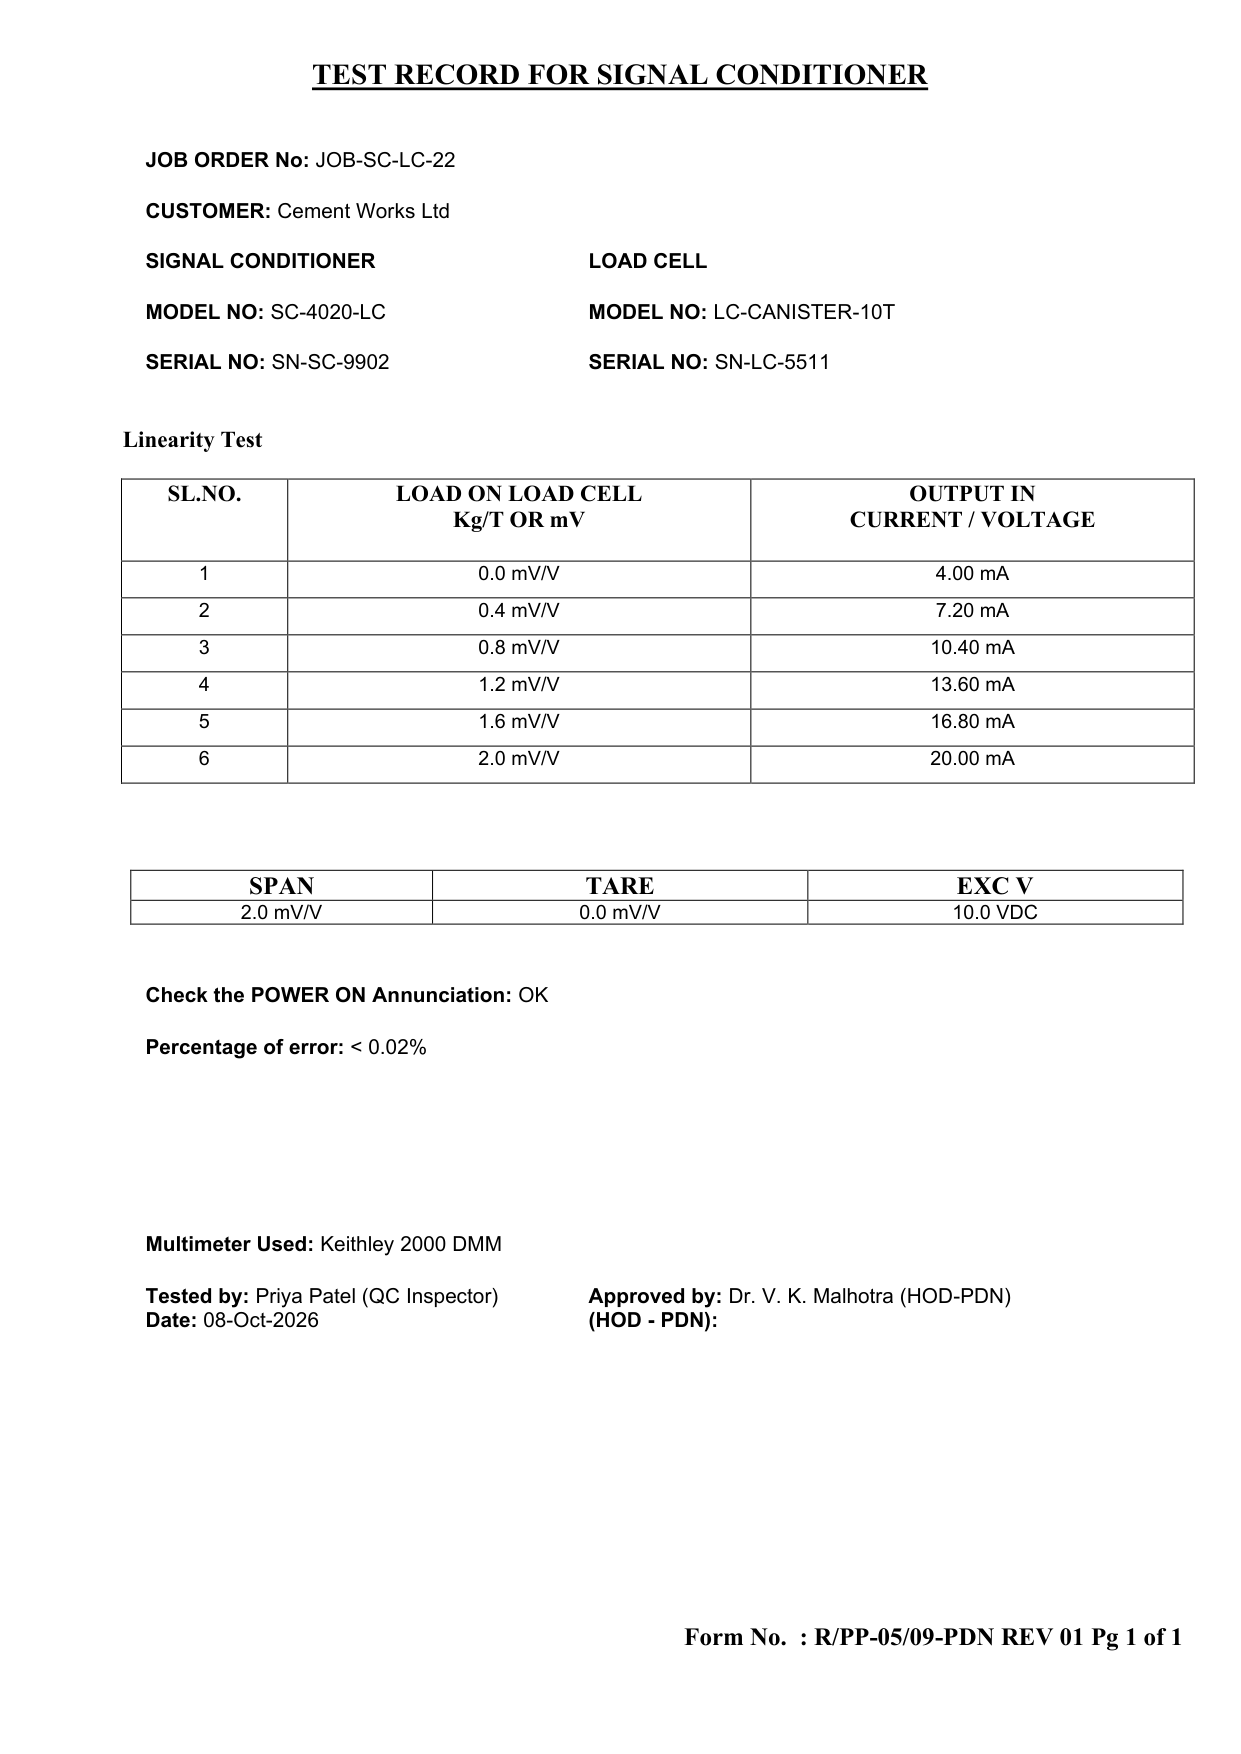 TEST RECORD FOR SIGNAL CONDITIONER
JOB ORDER No: JOB-SC-LC-22
CUSTOMER: Cement Works Ltd
SIGNAL CONDITIONER LOAD CELL
MODEL NO: SC-4020-LC MODEL NO: LC-CANISTER-10T
SERIAL NO: SN-SC-9902 SERIAL NO: SN-LC-5511
Linearity Test
SL.NO. LOAD ON LOAD CELL OUTPUT IN
Kg/T OR mV CURRENT / VOLTAGE
1 0.0 mV/V 4.00 mA
2 0.4 mV/V 7.20 mA
3 0.8 mV/V 10.40 mA
4 1.2 mV/V 13.60 mA
5 1.6 mV/V 16.80 mA
6 2.0 mV/V 20.00 mA
SPAN TARE EXC V
2.0 mV/V 0.0 mV/V 10.0 VDC
Check the POWER ON Annunciation: OK
Percentage of error: < 0.02%
Multimeter Used: Keithley 2000 DMM
Tested by: Priya Patel (QC Inspector) Approved by: Dr. V. K. Malhotra (HOD-PDN)
Date: 08-Oct-2026 (HOD - PDN):
Form No.  : R/PP-05/09-PDN REV 01 Pg 1 of 1